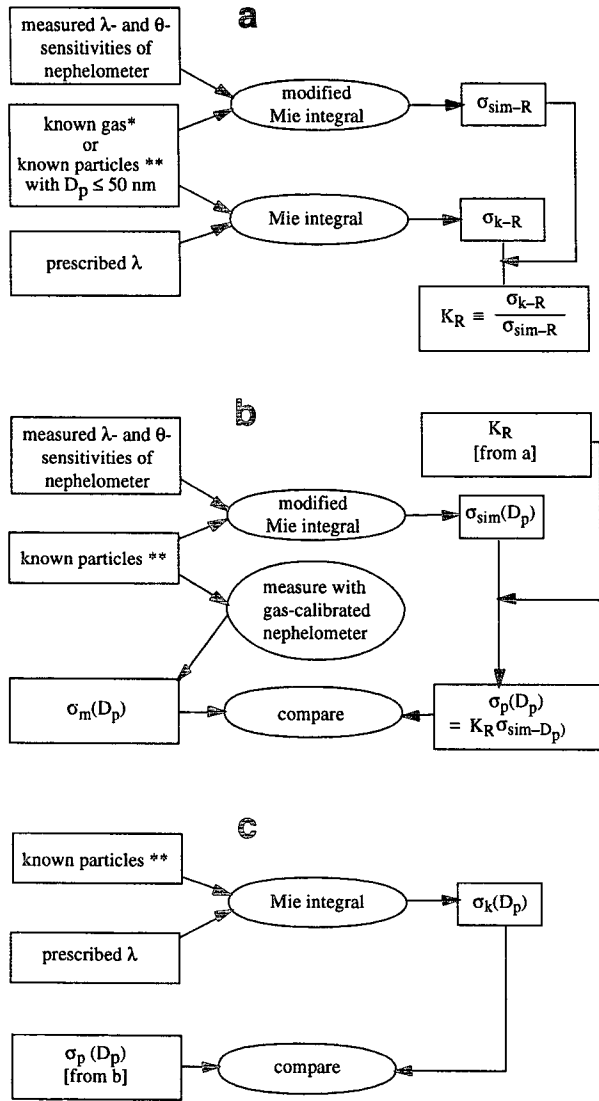 a
measured λ- and θ-
sensitivities of
nephelometer
modified
Mie integral
σsim–R
known gas*
or
known particles **
with Dp ≤ 50 nm
Mie integral
σk–R
prescribed λ
KR ≡ σk–R / σsim–R
b
measured λ- and θ-
sensitivities of
nephelometer
KR
[from a]
modified
Mie integral
σsim(Dp)
known particles **
measure with
gas-calibrated
nephelometer
σm(Dp)
compare
σp(Dp)
= KRσsim–Dp)
c
known particles **
Mie integral
σk(Dp)
prescribed λ
σp (Dp)
[from b]
compare